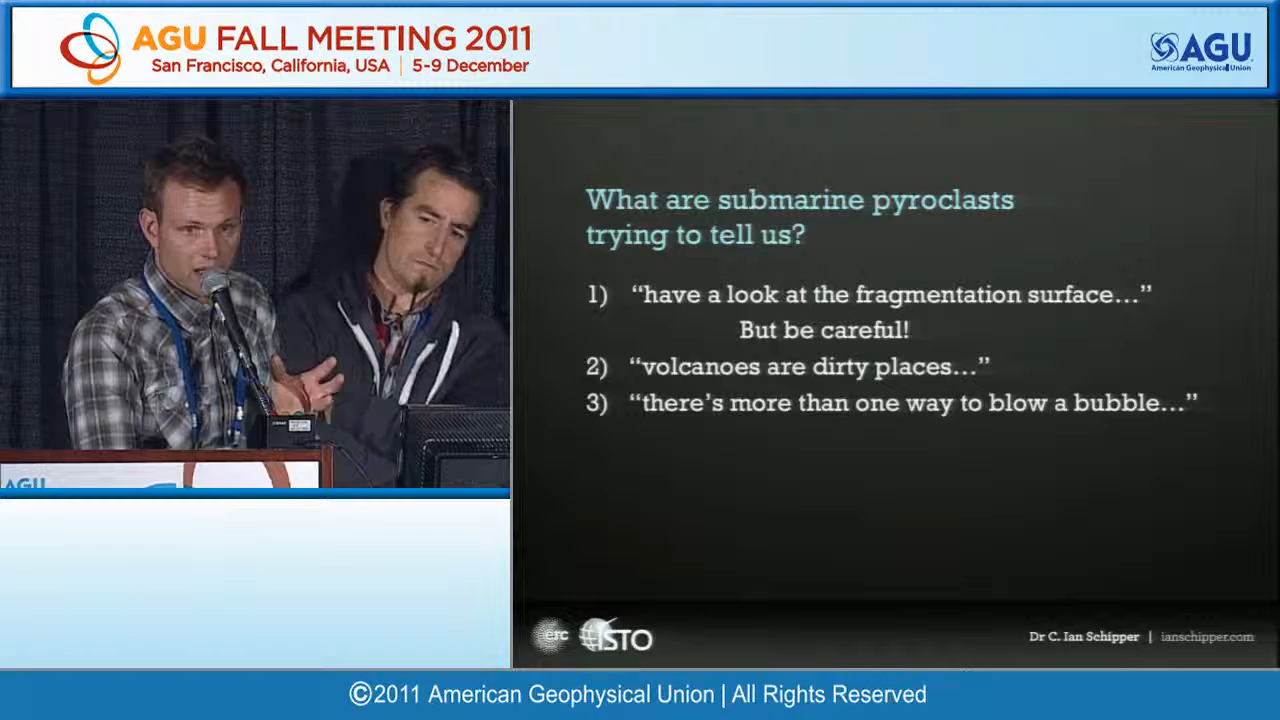 AGU FALL MEETING 2011
San Francisco, California, USA | 5-9 December
AGU
American Geophysical Union
What are submarine pyroclasts
trying to tell us?
1) “have a look at the fragmentation surface…”
But be careful!
2) “volcanoes are dirty places…”
3) “there’s more than one way to blow a bubble…”
AGU
erc ISTO
Dr C. Ian Schipper | ianschipper.com
©2011 American Geophysical Union | All Rights Reserved